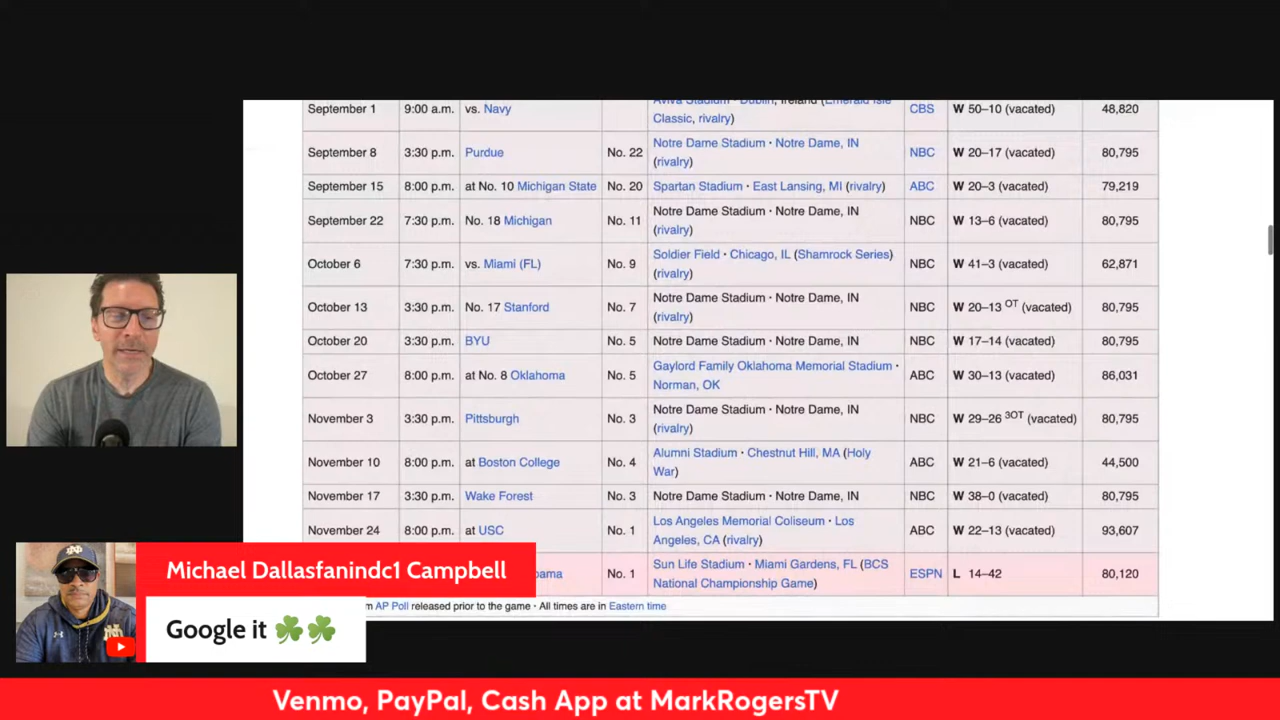 Aviva Stadium · Dublin, Ireland (Emerald Isle
September 1 9:00 a.m. vs. Navy Classic, rivalry) CBS W 50–10 (vacated) 48,820
Notre Dame Stadium · Notre Dame, IN
September 8 3:30 p.m. Purdue No. 22 (rivalry) NBC W 20–17 (vacated) 80,795
September 15 8:00 p.m. at No. 10 Michigan State No. 20 Spartan Stadium · East Lansing, MI (rivalry) ABC W 20–3 (vacated) 79,219
Notre Dame Stadium · Notre Dame, IN
September 22 7:30 p.m. No. 18 Michigan No. 11 (rivalry) NBC W 13–6 (vacated) 80,795
Soldier Field · Chicago, IL (Shamrock Series)
October 6 7:30 p.m. vs. Miami (FL) No. 9 (rivalry) NBC W 41–3 (vacated) 62,871
Notre Dame Stadium · Notre Dame, IN
October 13 3:30 p.m. No. 17 Stanford No. 7 (rivalry) NBC W 20–13 OT (vacated) 80,795
October 20 3:30 p.m. BYU No. 5 Notre Dame Stadium · Notre Dame, IN NBC W 17–14 (vacated) 80,795
Gaylord Family Oklahoma Memorial Stadium ·
October 27 8:00 p.m. at No. 8 Oklahoma No. 5 Norman, OK ABC W 30–13 (vacated) 86,031
Notre Dame Stadium · Notre Dame, IN
November 3 3:30 p.m. Pittsburgh No. 3 (rivalry) NBC W 29–26 3OT (vacated) 80,795
Alumni Stadium · Chestnut Hill, MA (Holy
November 10 8:00 p.m. at Boston College No. 4 War) ABC W 21–6 (vacated) 44,500
November 17 3:30 p.m. Wake Forest No. 3 Notre Dame Stadium · Notre Dame, IN NBC W 38–0 (vacated) 80,795
Los Angeles Memorial Coliseum · Los
November 24 8:00 p.m. at USC No. 1 Angeles, CA (rivalry) ABC W 22–13 (vacated) 93,607
Sun Life Stadium · Miami Gardens, FL (BCS
bama No. 1 National Championship Game) ESPN L 14–42 80,120
m AP Poll released prior to the game · All times are in Eastern time
Michael Dallasfanindc1 Campbell
Google it ☘️☘️
Venmo, PayPal, Cash App at MarkRogersTV